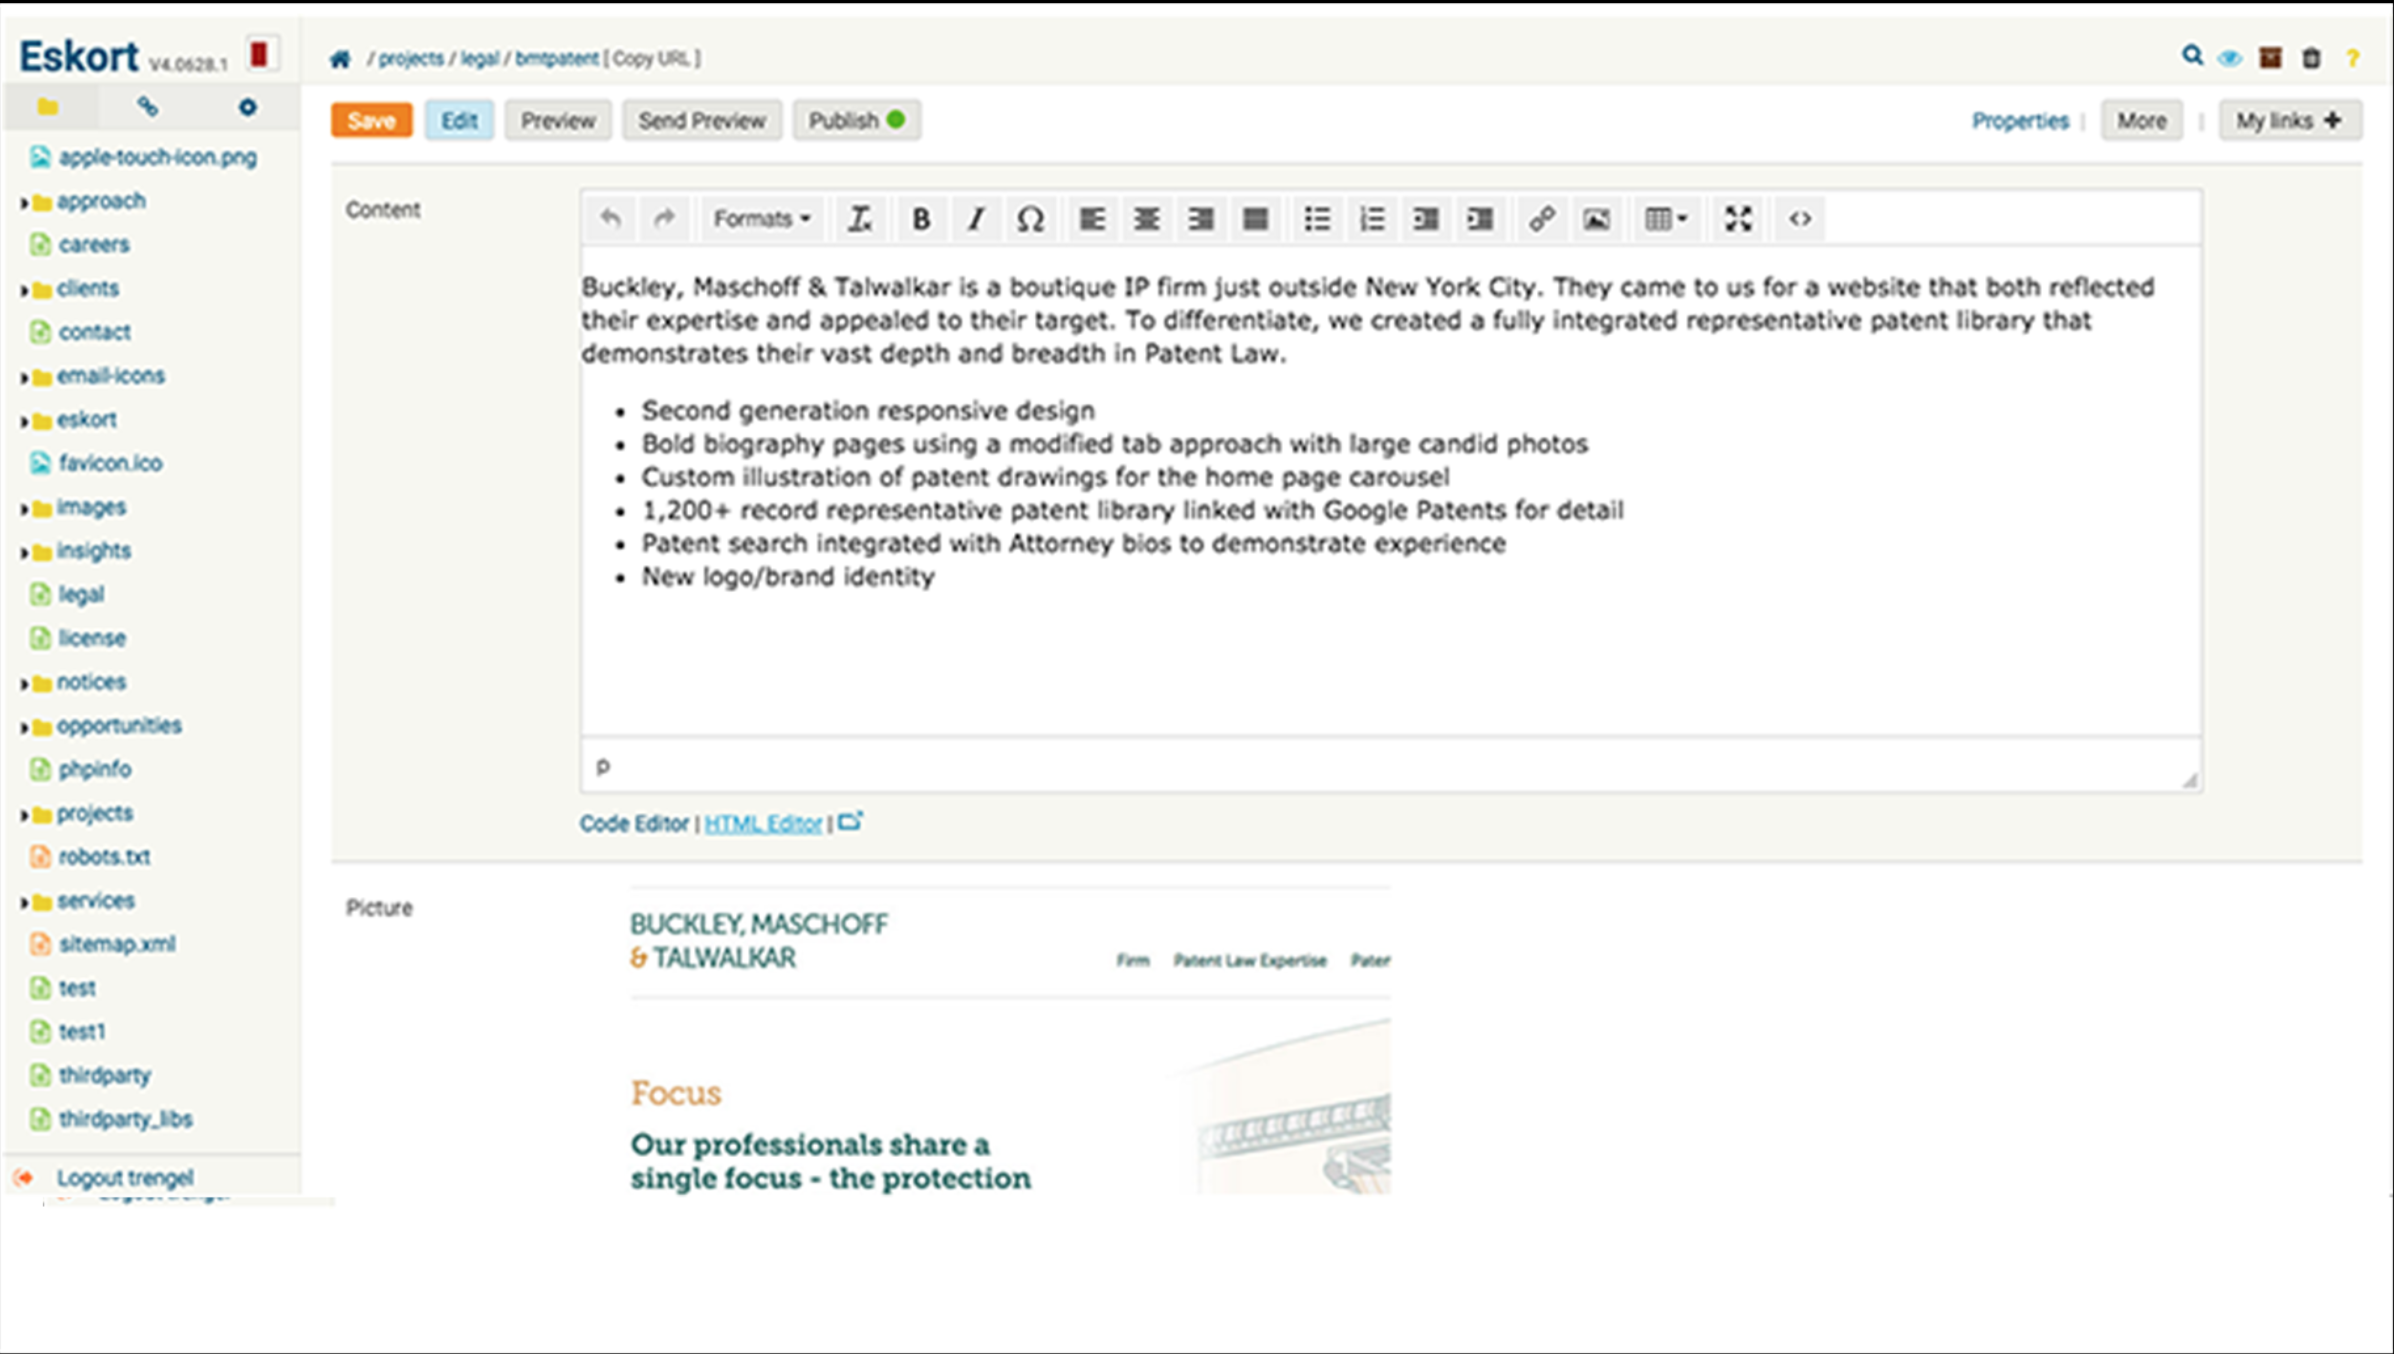 Eskort V4.0628.1
/ projects / legal / bmtpatent [ Copy URL ]
?
Save Edit Preview Send Preview Publish
Properties | More | My links +
apple-touch-icon.png
approach
careers
clients
contact
email-icons
eskort
favicon.ico
images
insights
legal
license
notices
opportunities
phpinfo
projects
robots.txt
services
sitemap.xml
test
test1
thirdparty
thirdparty_libs
Logout trengel
Content
Formats B I Ω <>
Buckley, Maschoff & Talwalkar is a boutique IP firm just outside New York City. They came to us for a website that both reflected
their expertise and appealed to their target. To differentiate, we created a fully integrated representative patent library that
demonstrates their vast depth and breadth in Patent Law.
• Second generation responsive design
• Bold biography pages using a modified tab approach with large candid photos
• Custom illustration of patent drawings for the home page carousel
• 1,200+ record representative patent library linked with Google Patents for detail
• Patent search integrated with Attorney bios to demonstrate experience
• New logo/brand identity
p
Code Editor | HTML Editor |
Picture
BUCKLEY, MASCHOFF
& TALWALKAR
Firm Patent Law Expertise Pater
Focus
Our professionals share a
single focus - the protection